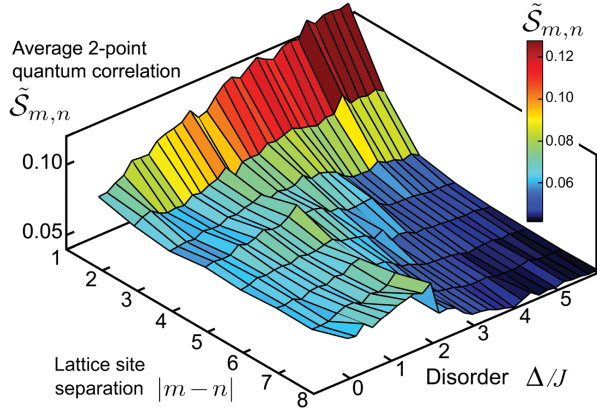 Average 2-point
quantum correlation
S̃m,n
0.10
0.05
1
2
3
4
5
6
7
8
Lattice site
separation |m − n|
0
1
2
3
4
5
Disorder Δ/J
S̃m,n
0.12
0.10
0.08
0.06